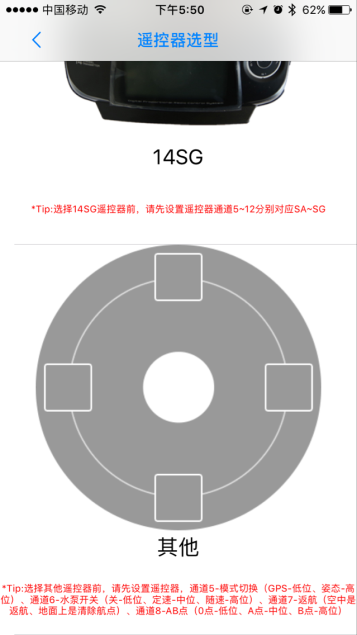 中国移动 下午5:50 62%
遥控器选型
14SG
*Tip:选择14SG遥控器前，请先设置遥控器通道5~12分别对应SA~SG
其他
*Tip:选择其他遥控器前，请先设置遥控器，通道5-模式切换（GPS-低位、姿态-高
位）、通道6-水泵开关（关-低位、定速-中位、随速-高位）、通道7-返航（空中是
返航、地面上是清除航点）、通道8-AB点（0点-低位、A点-中位、B点-高位）